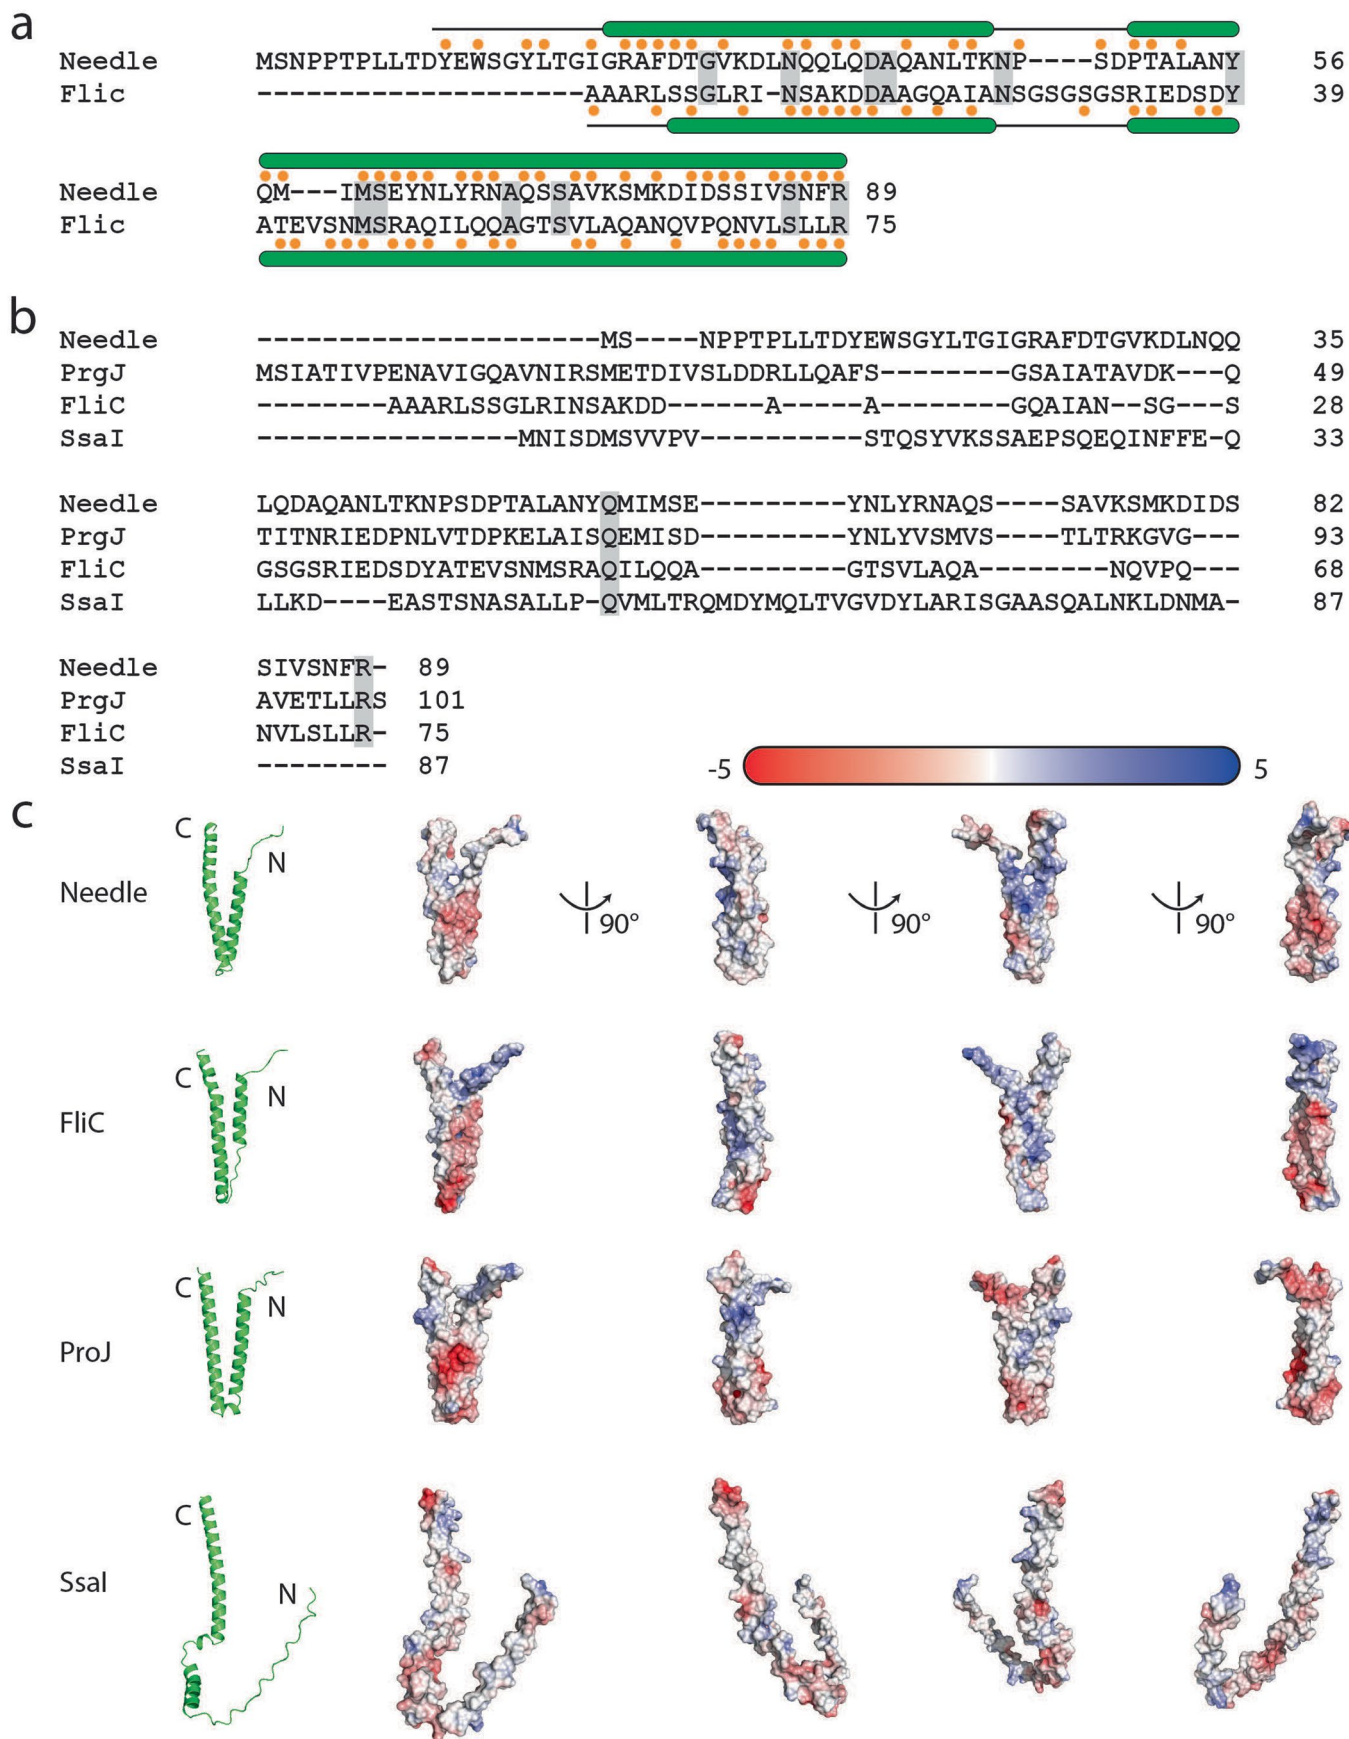 a
Needle MSNPPTPLLTDYEWSGYLTGIGRAFDTGVKDLNQQLQDAQANLTKNP----SDPTALANY 56
Flic --------------------AAARLSSGLRI-NSAKDDAAGQAIANSGSGSGSRIEDSDY 39
Needle QM---IMSEYNLYRNAQSSAVKSMKDIDSSIVSNFR 89
Flic ATEVSNMSRAQILQQAGTSVLAQANQVPQNVLSLLR 75
b
Needle ---------------------MS----NPPTPLLTDYEWSGYLTGIGRAFDTGVKDLNQQ 35
PrgJ MSIATIVPENAVIGQAVNIRSMETDIVSLDDRLLQAFS--------GSAIATAVDK---Q 49
FliC --------AAARLSSGLRINSAKDD------A-----A--------GQAIAN--SG---S 28
SsaI ----------------MNISDMSVVPV----------STQSYVKSSAEPSQEQINFFE-Q 33
Needle LQDAQANLTKNPSDPTALANYQMIMSE---------YNLYRNAQS----SAVKSMKDIDS 82
PrgJ TITNRIEDPNLVTDPKELAISQEMISD---------YNLYVSMVS----TLTRKGVG--- 93
FliC GSGSRIEDSDYATEVSNMSRAQILQQA---------GTSVLAQA--------NQVPQ--- 68
SsaI LLKD----EASTSNASALLP-QVMLTRQMDYMQLTVGVDYLARISGAASQALNKLDNMA- 87
Needle SIVSNFR- 89
PrgJ AVETLLRS 101
FliC NVLSLLR- 75
SsaI -------- 87
-5 5
c
C N
Needle 90° 90° 90°
C N
FliC
C N
ProJ
C N
SsaI